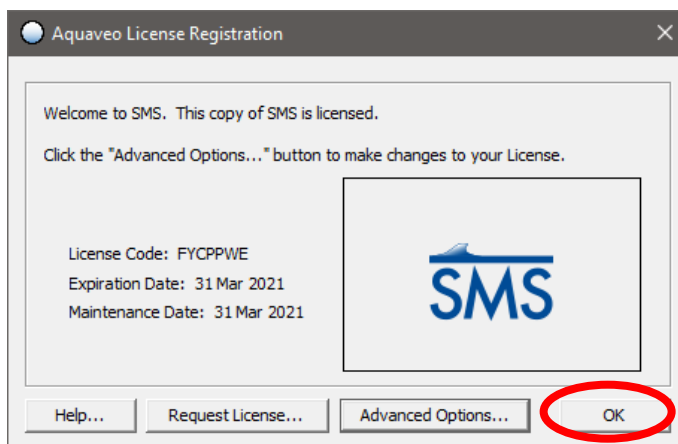 Aquaveo License Registration
Welcome to SMS. This copy of SMS is licensed.
Click the "Advanced Options..." button to make changes to your License.
License Code: FYCPPWE
Expiration Date: 31 Mar 2021
Maintenance Date: 31 Mar 2021
SMS
Help...
Request License...
Advanced Options...
OK